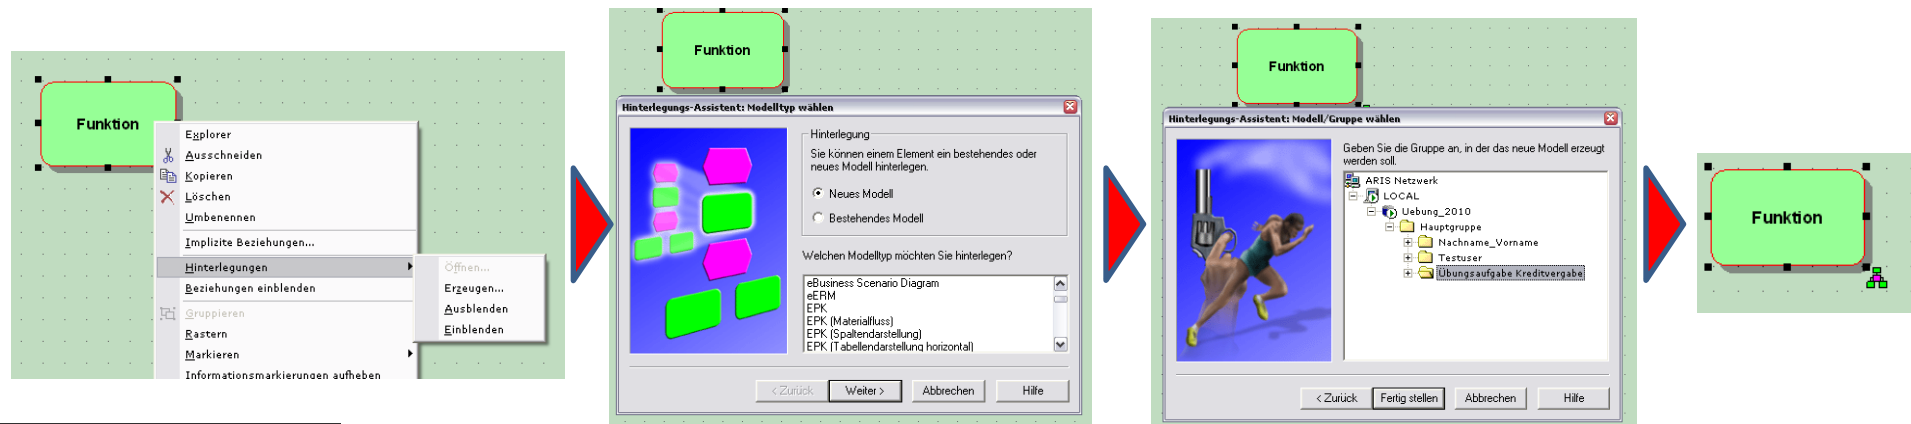 Funktion
Explorer
Ausschneiden
Kopieren
Löschen
Umbenennen
Implizite Beziehungen...
Hinterlegungen
Beziehungen einblenden
Gruppieren
Rastern
Markieren
Informationsmarkierungen aufheben
Öffnen...
Erzeugen...
Ausblenden
Einblenden
Funktion
Hinterlegungs-Assistent: Modelltyp wählen
Hinterlegung
Sie können einem Element ein bestehendes oder
neues Modell hinterlegen.
Neues Modell
Bestehendes Modell
Welchen Modelltyp möchten Sie hinterlegen?
eBusiness Scenario Diagram
eERM
EPK
EPK (Materialfluss)
EPK (Spaltendarstellung)
EPK (Tabellendarstellung horizontal)
< Zurück Weiter > Abbrechen Hilfe
Funktion
Hinterlegungs-Assistent: Modell/Gruppe wählen
Geben Sie die Gruppe an, in der das neue Modell erzeugt
werden soll.
ARIS Netzwerk
LOCAL
Uebung_2010
Hauptgruppe
Nachname_Vorname
Testuser
Übungsaufgabe Kreditvergabe
< Zurück Fertig stellen Abbrechen Hilfe
Funktion